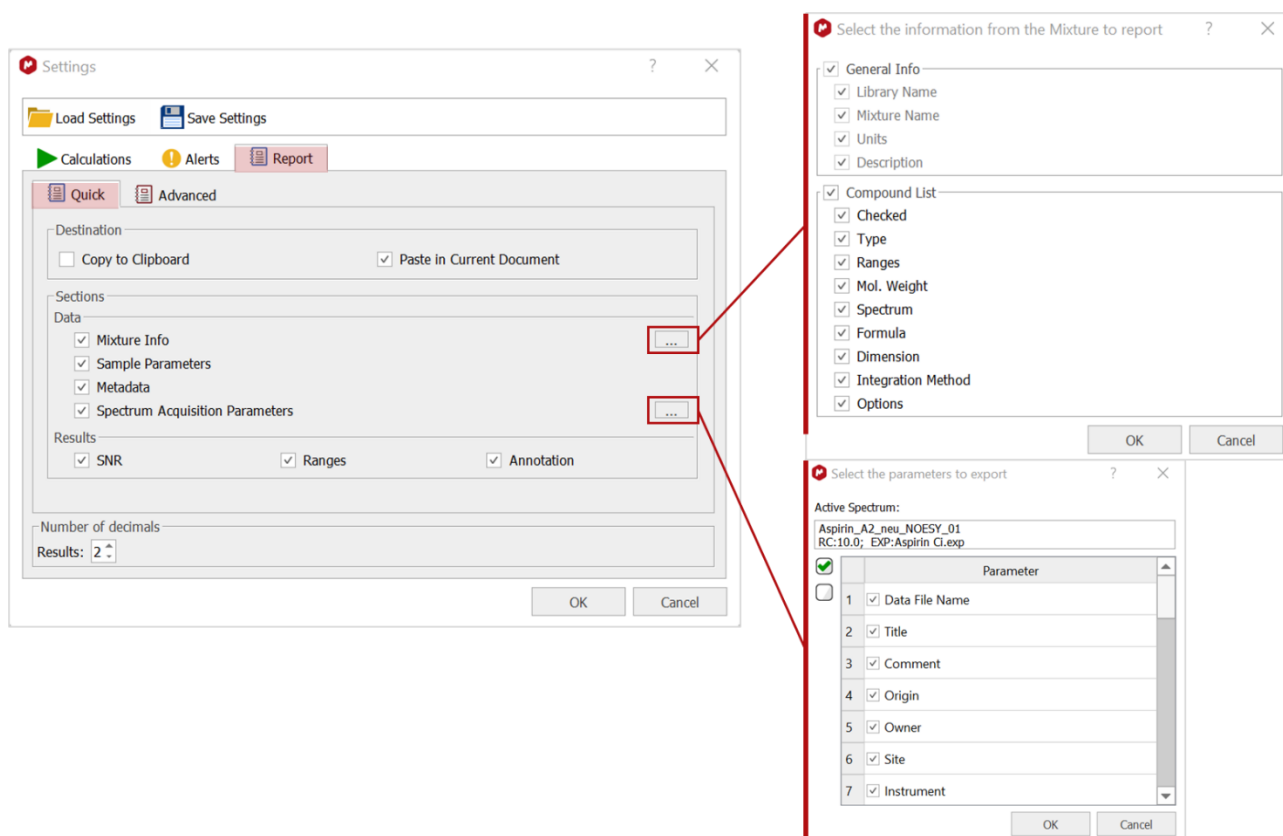 Settings
?
Load Settings
Save Settings
Calculations
Alerts
Report
Quick
Advanced
Destination
Copy to Clipboard
Paste in Current Document
Sections
Data
Mixture Info
...
Sample Parameters
Metadata
Spectrum Acquisition Parameters
...
Results
SNR
Ranges
Annotation
Number of decimals
Results: 2
OK
Cancel
Select the information from the Mixture to report
?
General Info
Library Name
Mixture Name
Units
Description
Compound List
Checked
Type
Ranges
Mol. Weight
Spectrum
Formula
Dimension
Integration Method
Options
OK
Cancel
Select the parameters to export
?
Active Spectrum:
Aspirin_A2_neu_NOESY_01
RC:10.0; EXP:Aspirin Ci.exp
Parameter
1 Data File Name
2 Title
3 Comment
4 Origin
5 Owner
6 Site
7 Instrument
OK
Cancel